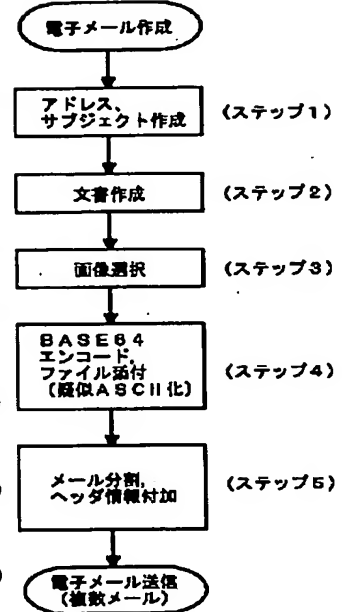 電子メール作成
アドレス、
サブジェクト作成
(ステップ1)
文書作成
(ステップ2)
画像選択
(ステップ3)
BASE64
エンコード,
ファイル添付
(疑似ASCII化)
(ステップ4)
メール分割,
ヘッダ情報付加
(ステップ5)
電子メール送信
(複数メール)